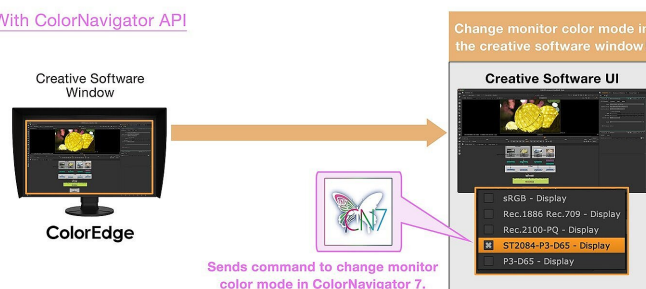 With ColorNavigator API
Change monitor color mode in
the creative software window
Creative Software
Window
Creative Software UI
ColorEdge
CN7
sRGB - Display
Rec.1886 Rec.709 - Display
Rec.2100-PQ - Display
ST2084-P3-D65 - Display
P3-D65 - Display
Sends command to change monitor
color mode in ColorNavigator 7.